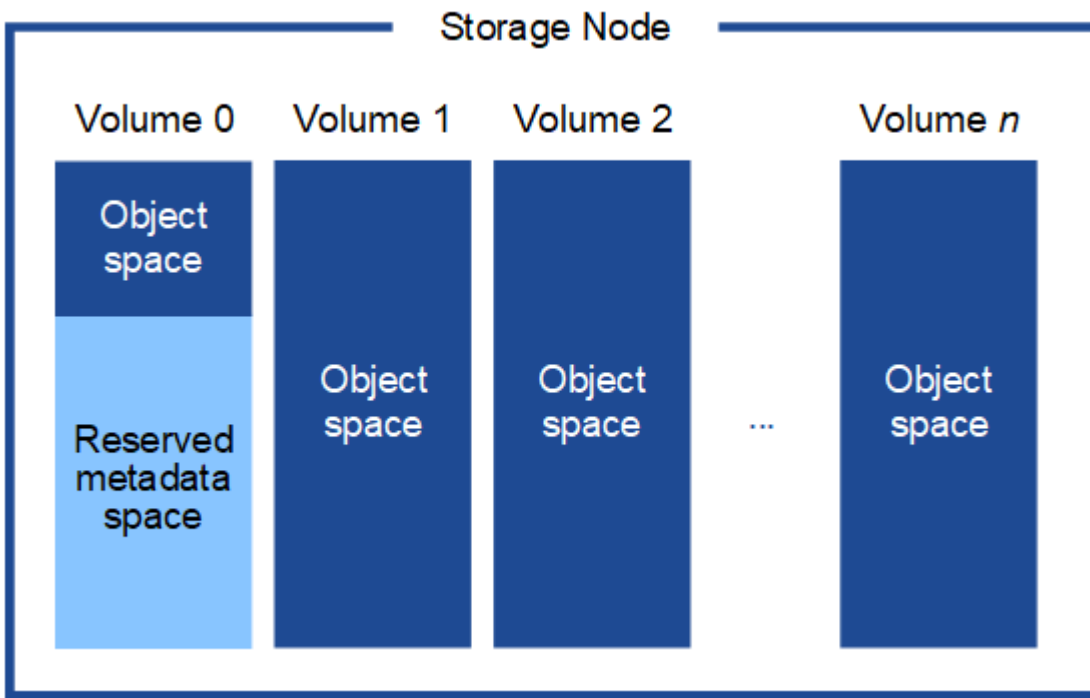 Storage Node
Volume 0
Volume 1
Volume 2
Volume n
Object
space
Reserved
metadata
space
Object
space
Object
space
...
Object
space